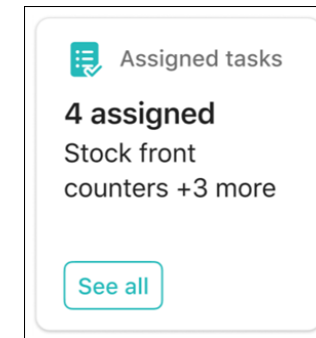 Assigned tasks
4 assigned
Stock front
counters +3 more
See all